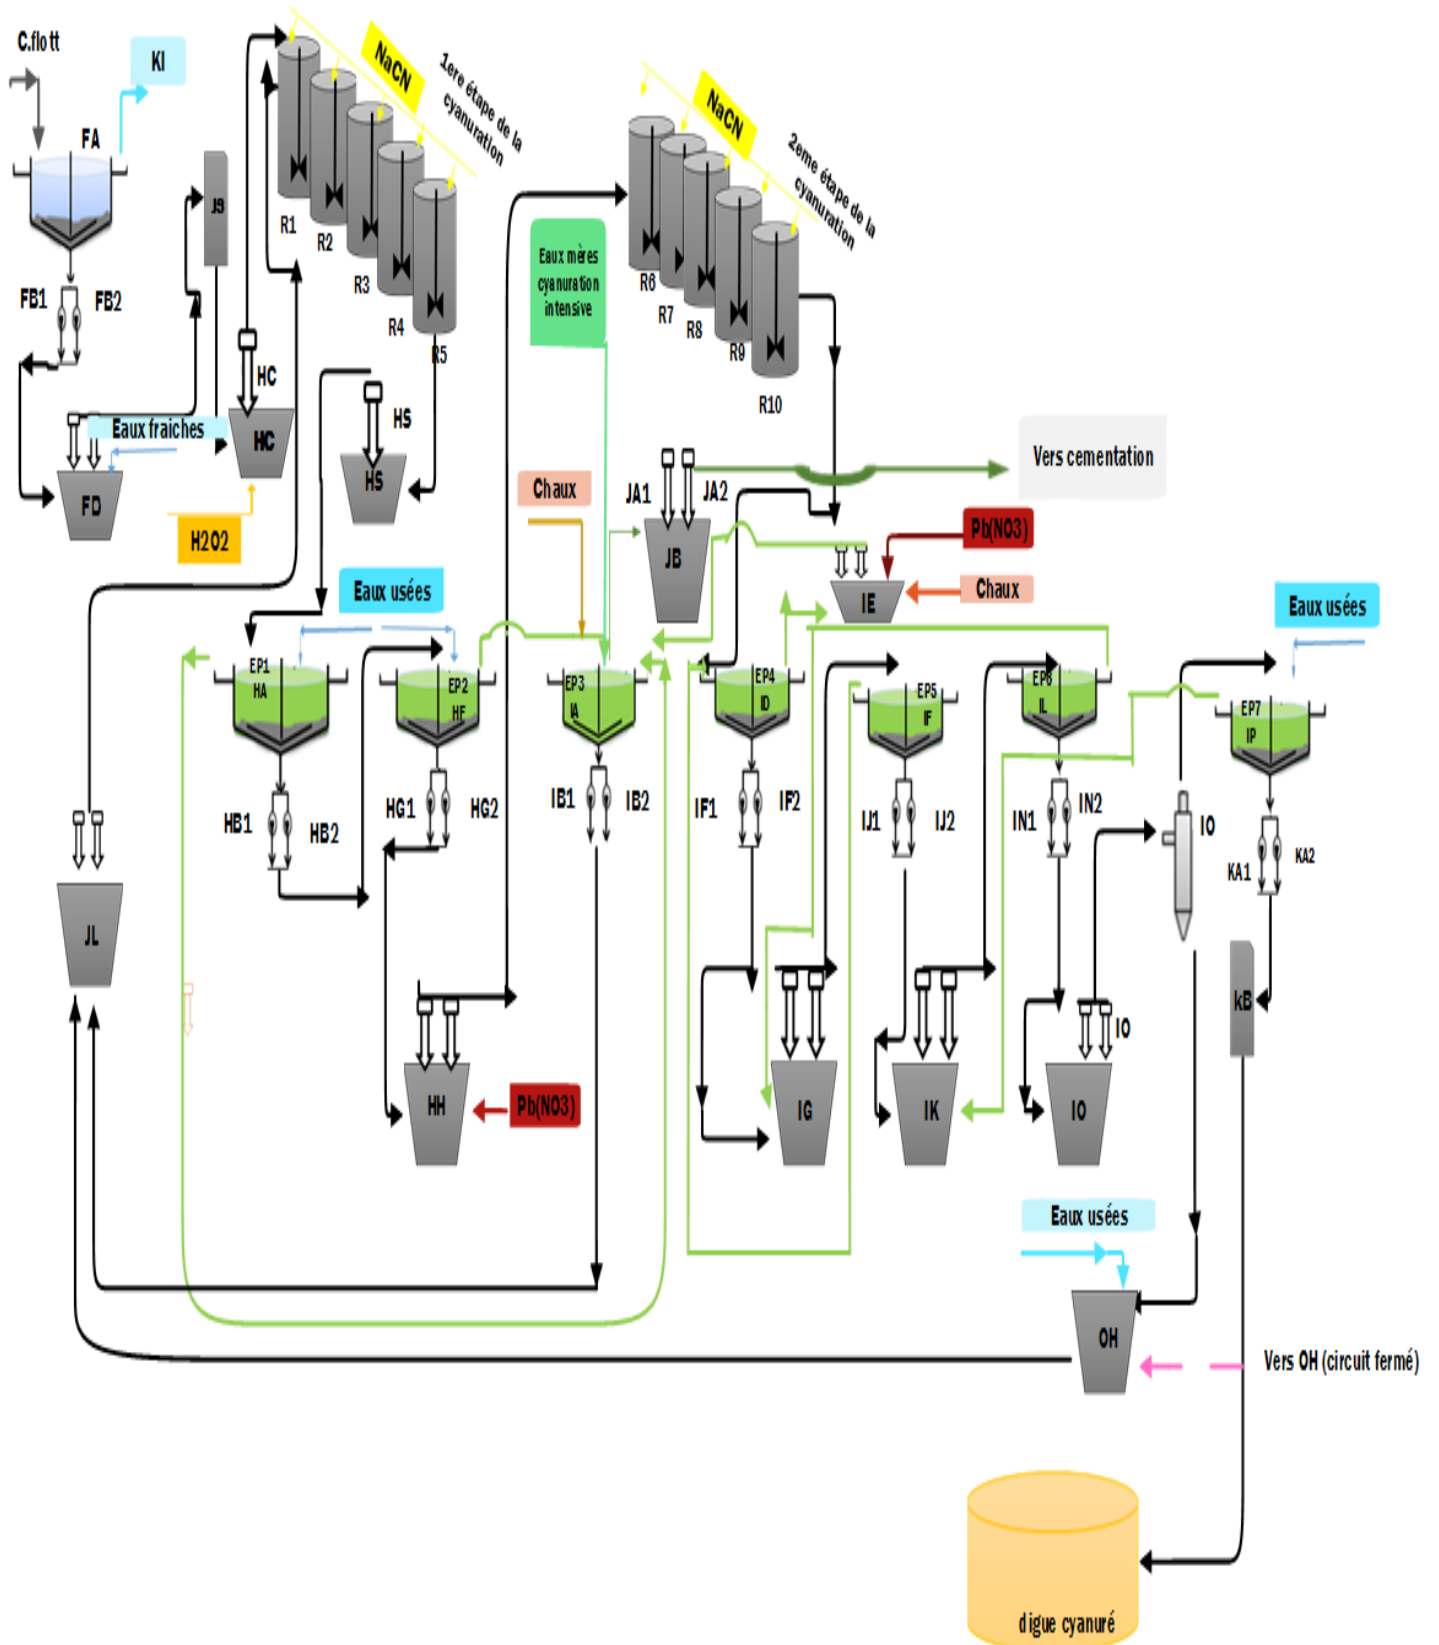 C.flott
KI
FA
FB1
FB2
J9
FD
Eaux fraiches
HC
HC
H2O2
NaCN
1ere étape de la
cyanuration
R1
R2
R3
R4
R5
HS
HS
Eaux mères
cyanuration
intensive
NaCN
2eme étape de la
cyanuration
R6
R7
R8
R9
R10
Vers cementation
Chaux
JA1
JA2
JB
Pb(NO3)
IE
Chaux
Eaux usées
Eaux usées
EP1
HA
EP2
HF
EP3
IA
EP4
ID
EP5
IF
EP6
IL
EP7
IP
HB1
HB2
HG1
HG2
IB1
IB2
IF1
IF2
IJ1
IJ2
IN1
IN2
IO
KA1
KA2
JL
kB
IO
HH
Pb(NO3)
IG
IK
IO
Eaux usées
OH
Vers OH (circuit fermé)
digue cyanuré